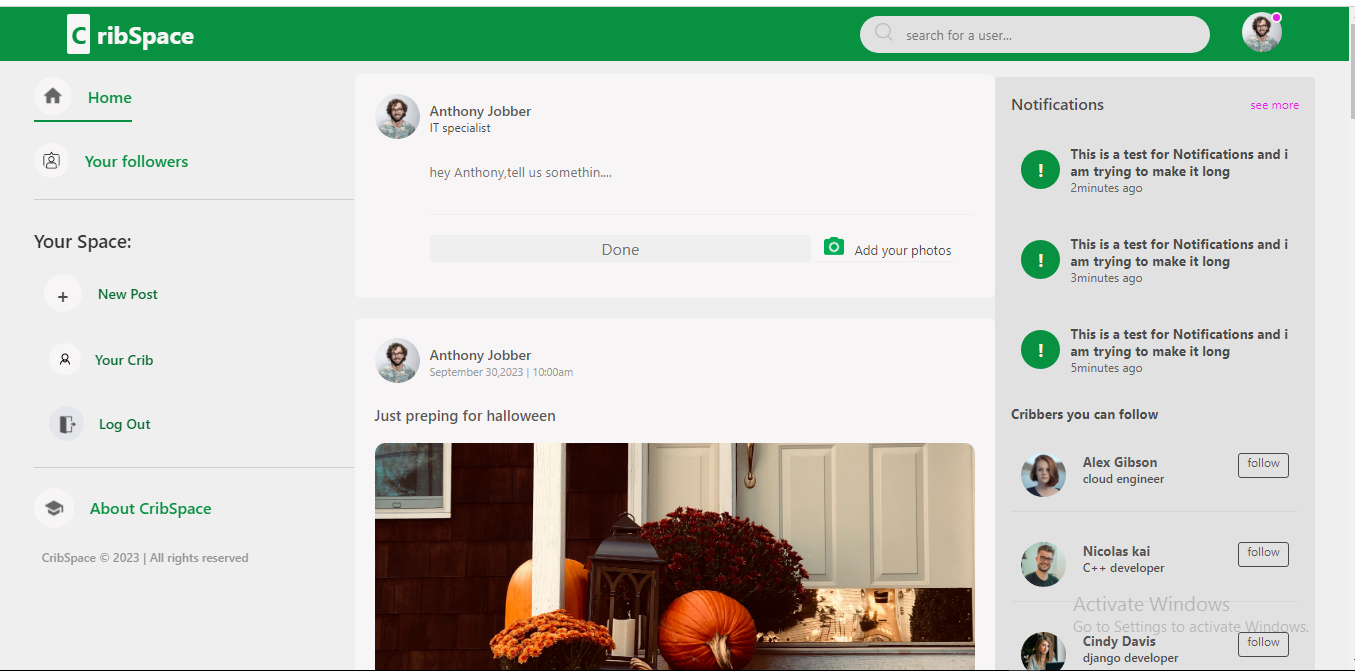 CribSpace
search for a user...
Home
Your followers
Your Space:
+ New Post
Your Crib
Log Out
About CribSpace
CribSpace © 2023 | All rights reserved
Anthony Jobber
IT specialist
hey Anthony,tell us somethin....
Done
Add your photos
Anthony Jobber
September 30,2023 | 10:00am
Just preping for halloween
Notifications
see more
!
This is a test for Notifications and i
am trying to make it long
2minutes ago
!
This is a test for Notifications and i
am trying to make it long
3minutes ago
!
This is a test for Notifications and i
am trying to make it long
5minutes ago
Cribbers you can follow
Alex Gibson
cloud engineer
follow
Nicolas kai
C++ developer
follow
Activate Windows
Go to Settings to activate Windows.
Cindy Davis
django developer
follow